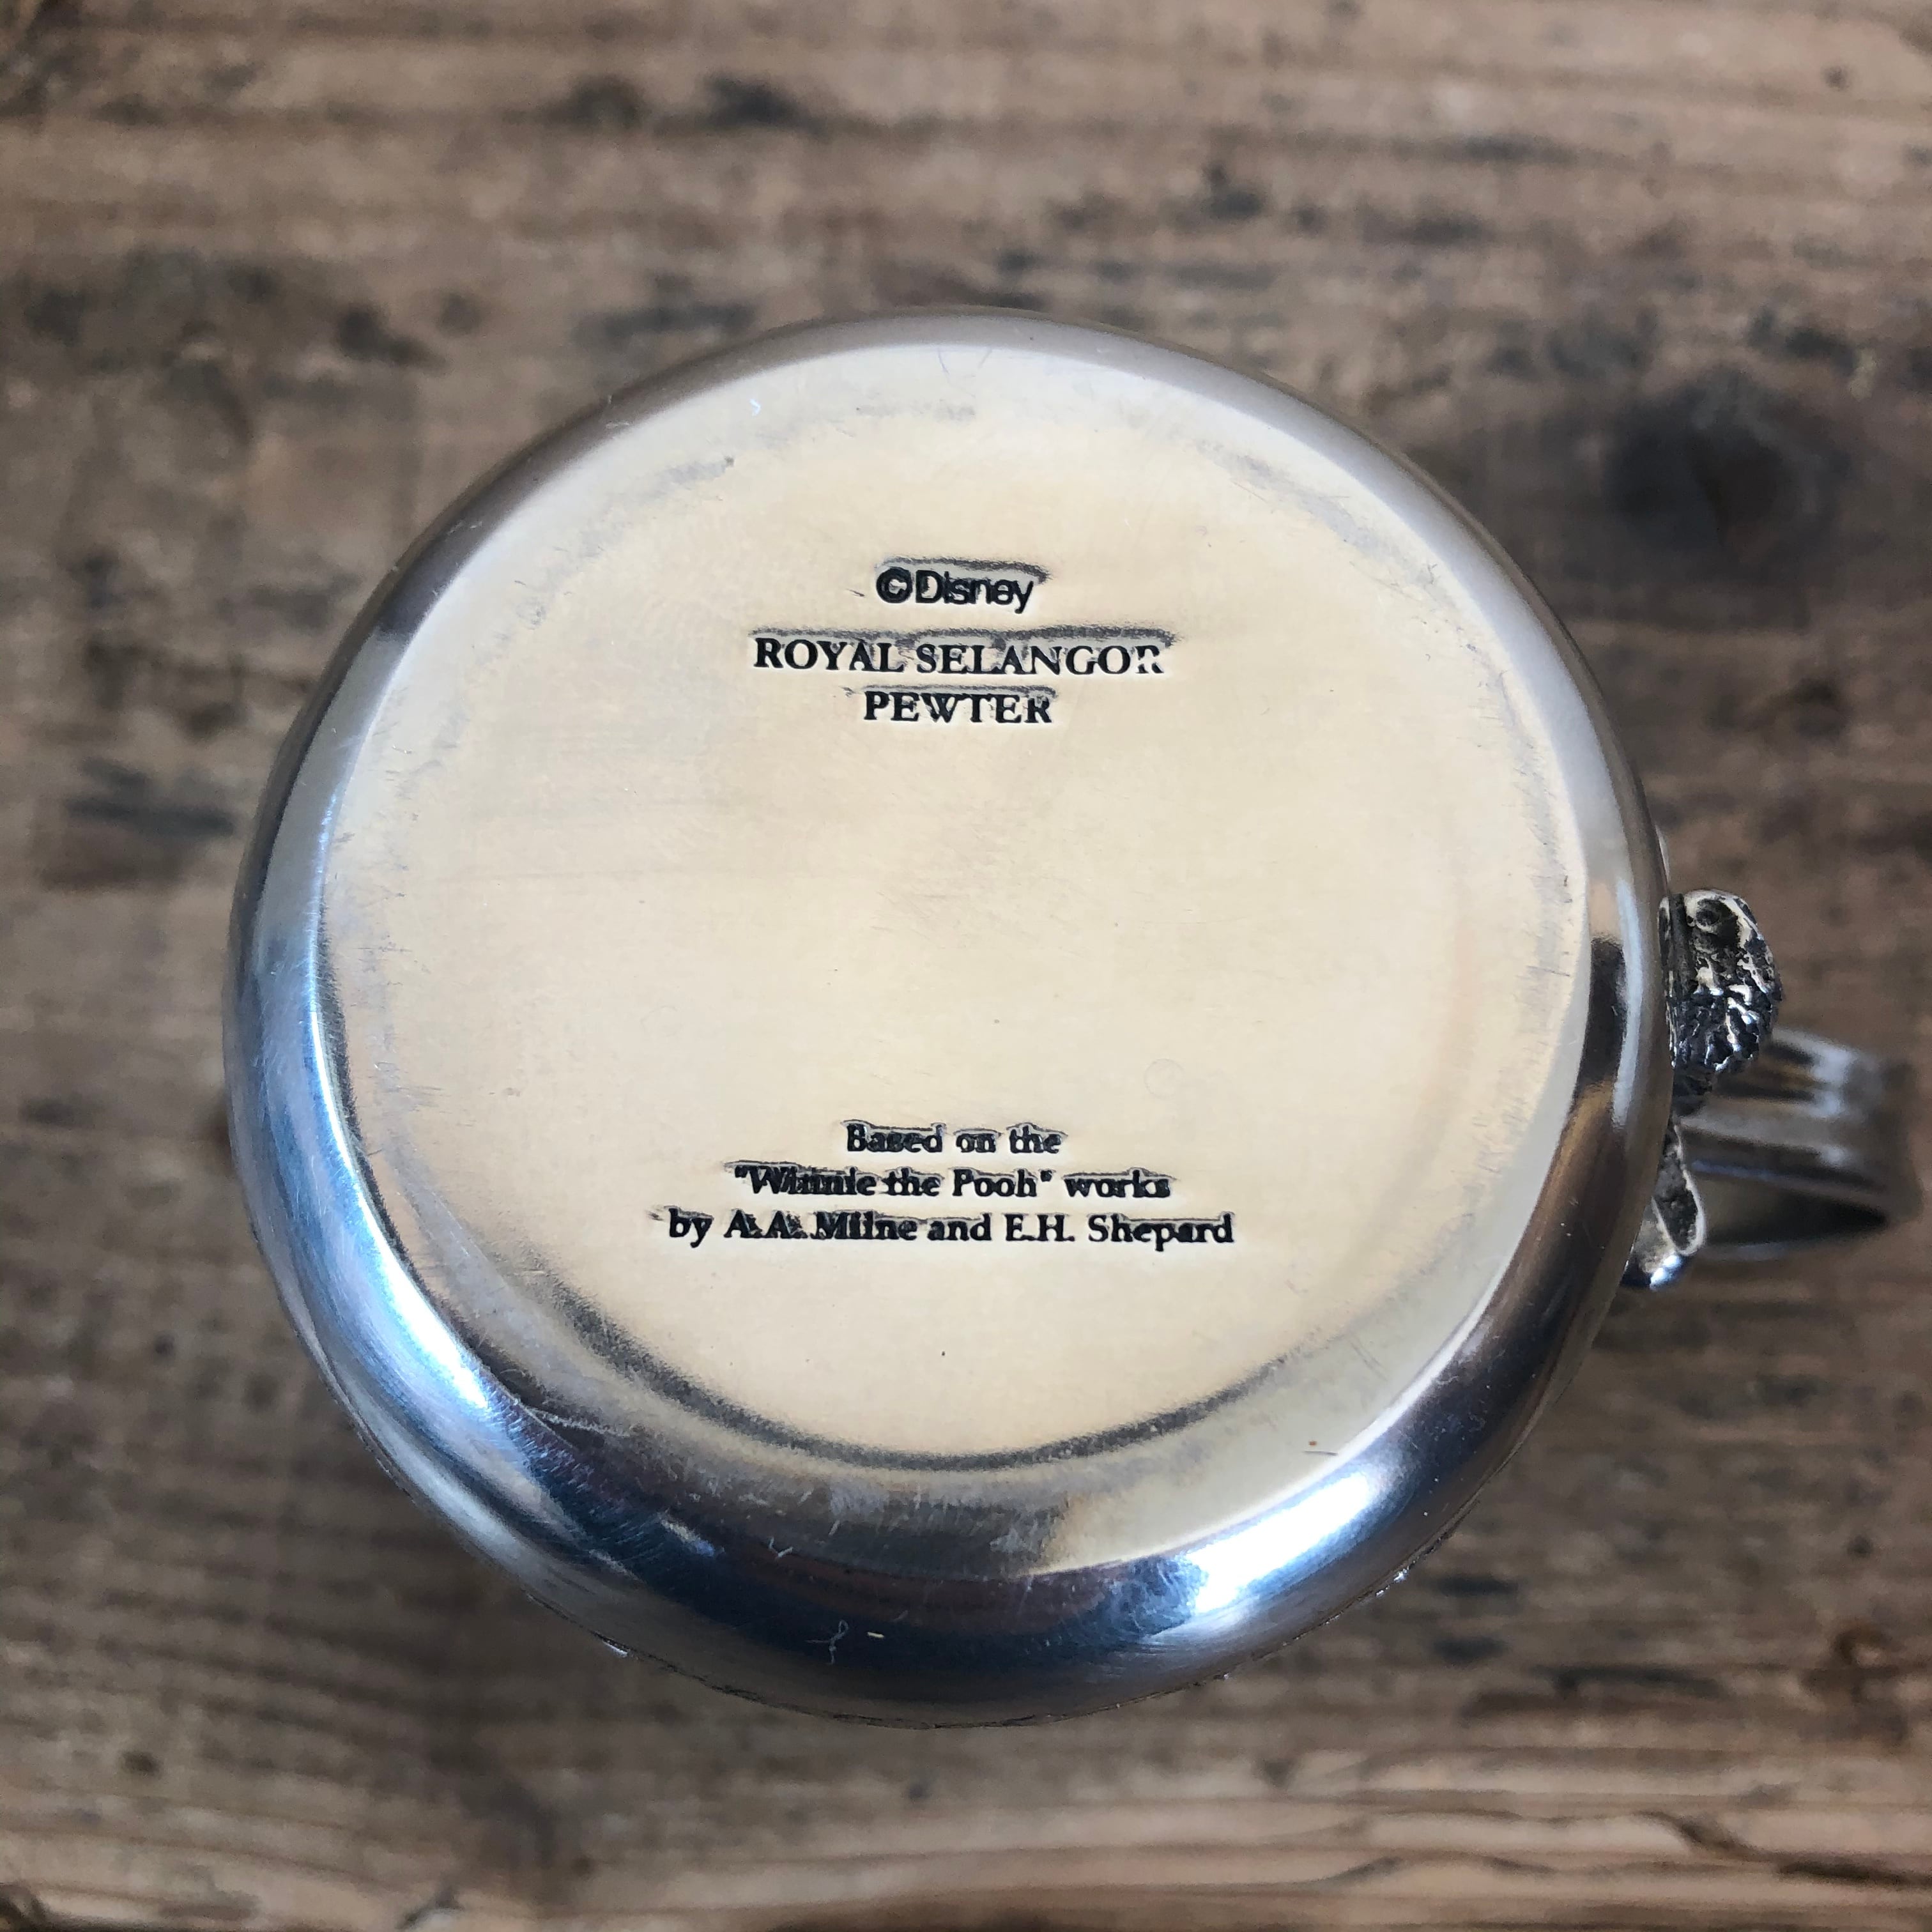 ©Disney
ROYAL SELANGOR
PEWTER
Based on the
"Winnie the Pooh" works
by A.A. Milne and E.H. Shepard